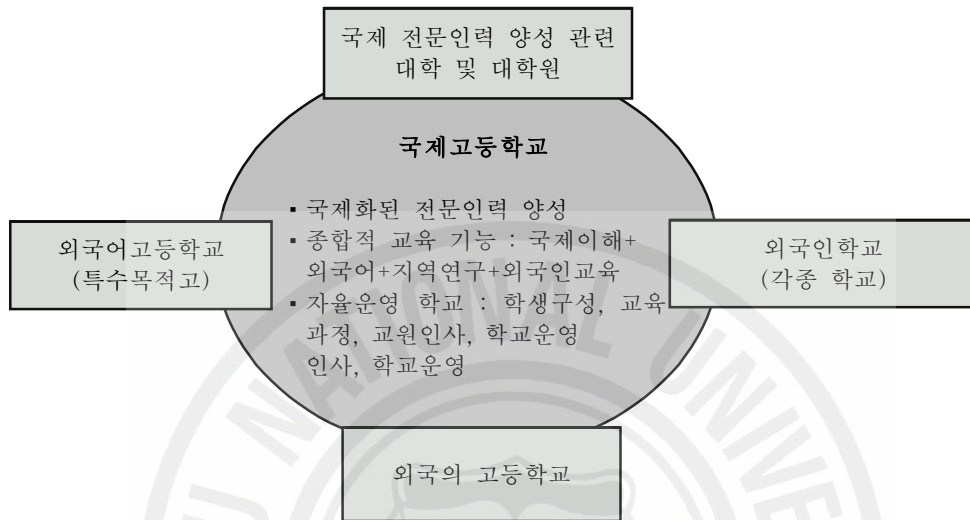 국제 전문인력 양성 관련
대학 및 대학원
국제고등학교
▪ 국제화된 전문인력 양성
▪ 종합적 교육 기능 : 국제이해+
외국어+지역연구+외국인교육
▪ 자율운영 학교 : 학생구성, 교육
과정, 교원인사, 학교운영
인사, 학교운영
외국어고등학교
(특수목적고)
외국인학교
(각종 학교)
외국의 고등학교
NATIONAL UNIVE